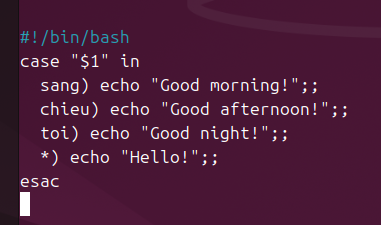 #!/bin/bash
case "$1" in
  sang) echo "Good morning!";;
  chieu) echo "Good afternoon!";;
  toi) echo "Good night!";;
  *) echo "Hello!";;
esac